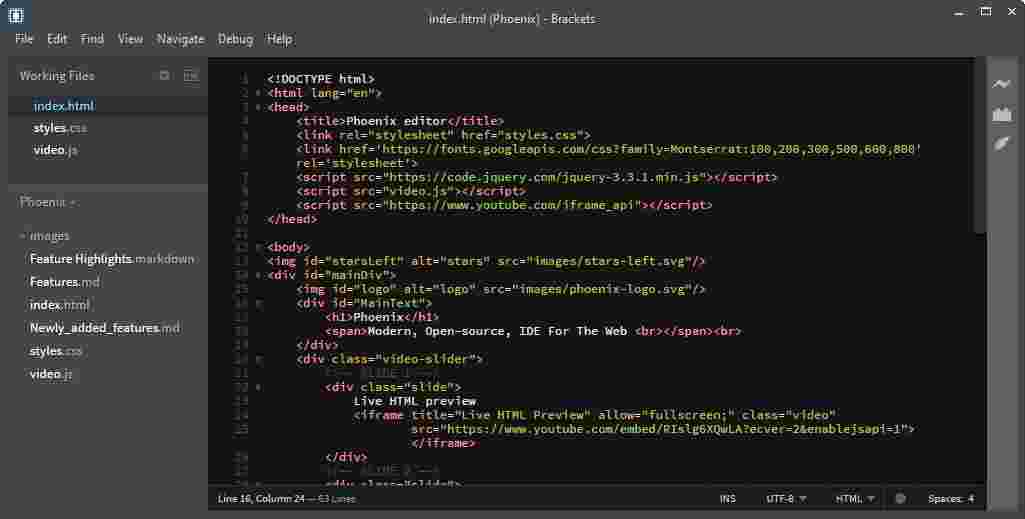 index.html (Phoenix) - Brackets
File Edit Find View Navigate Debug Help
Working Files
index.html
styles.css
video.js
Phoenix
images
Feature Highlights.markdown
Features.md
index.html
Newly_added_features.md
styles.css
video.js
1 <!DOCTYPE html>
2 <html lang="en">
3 <head>
4 <title>Phoenix editor</title>
5 <link rel="stylesheet" href="styles.css">
6 <link href='https://fonts.googleapis.com/css?family=Montserrat:100,200,300,500,600,800'
rel='stylesheet'>
7 <script src="https://code.jquery.com/jquery-3.3.1.min.js"></script>
8 <script src="video.js"></script>
9 <script src="https://www.youtube.com/iframe_api"></script>
10 </head>
11
12 <body>
13 <img id="starsLeft" alt="stars" src="images/stars-left.svg"/>
14 <div id="mainDiv">
15 <img id="logo" alt="logo" src="images/phoenix-logo.svg"/>
16 <div id="MainText">
17 <h1>Phoenix</h1>
18 <span>Modern, Open-source, IDE For The Web <br></span><br>
19 </div>
20 <div class="video-slider">
21 <!-- SLIDE 1 -->
22 <div class="slide">
23 Live HTML preview
24 <iframe title="Live HTML Preview" allow="fullscreen;" class="video"
25 src="https://www.youtube.com/embed/RIslg6XQwLA?ecver=2&enablejsapi=1">
</iframe>
26 </div>
27 <!-- SLIDE 2 -->
28 <div class="slide">
Line 16, Column 24 — 63 Lines INS UTF-8 HTML Spaces: 4